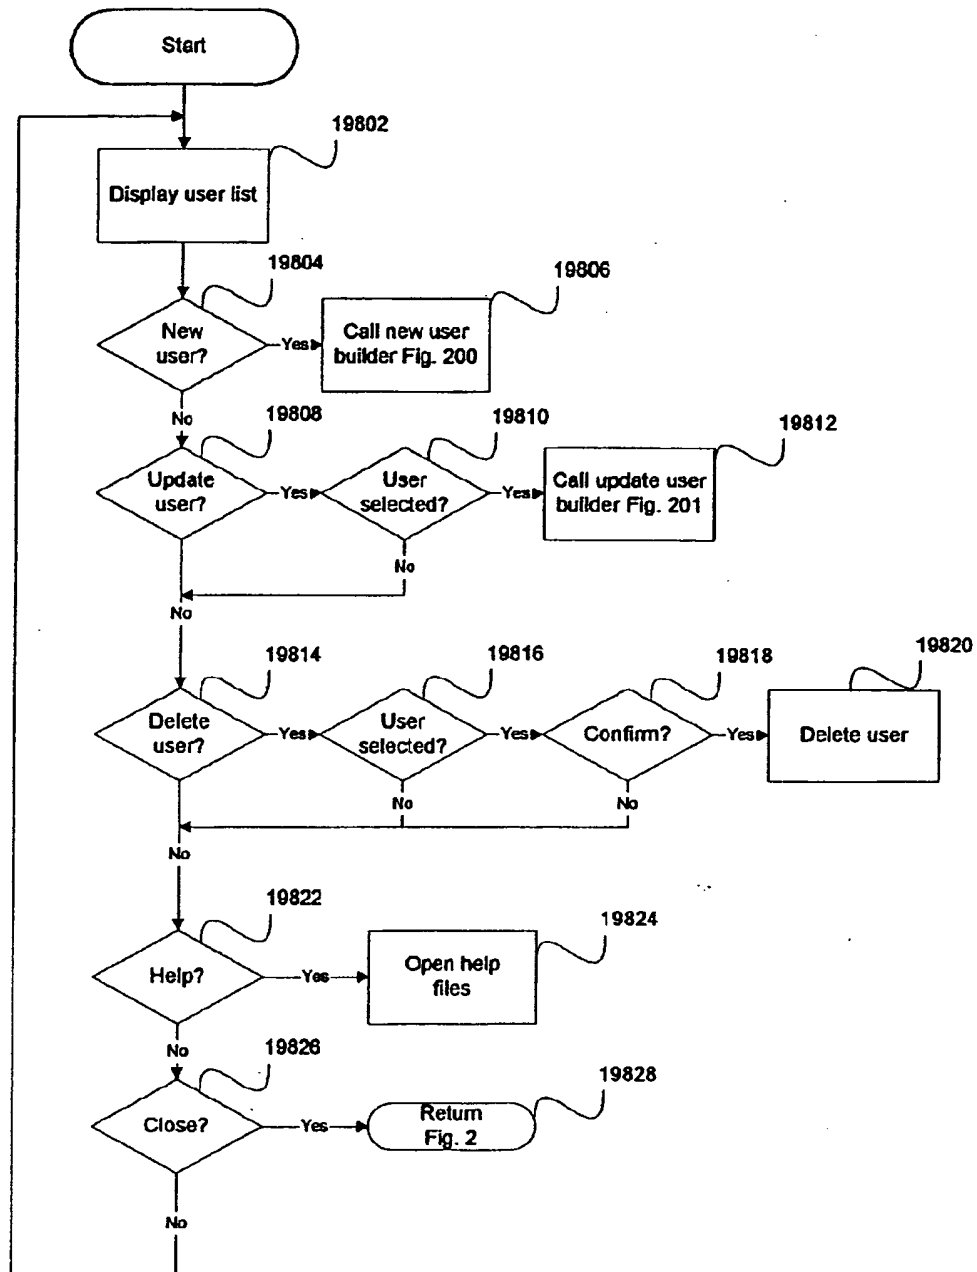 Start
19802
Display user list
19804
19806
New
user?
Yes
Call new user
builder Fig. 200
No
19808
19810
19812
Update
user?
Yes
User
selected?
Yes
Call update user
builder Fig. 201
No
No
19814
19816
19818
19820
Delete
user?
Yes
User
selected?
Yes
Confirm?
Yes
Delete user
No
No
No
19822
19824
Help?
Yes
Open help
files
No
19826
19828
Close?
Yes
Return
Fig. 2
No